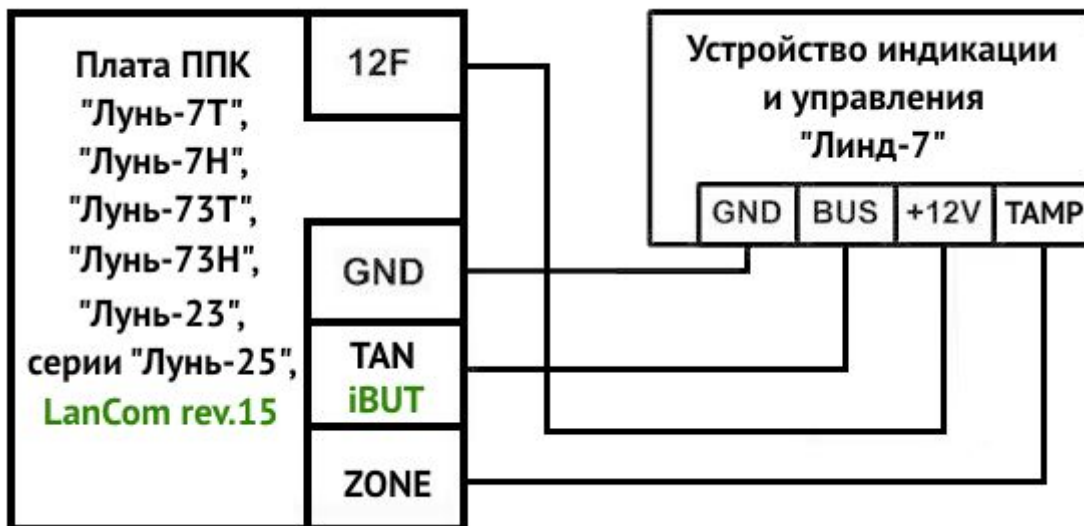 Плата ППК
"Лунь-7Т",
"Лунь-7Н",
"Лунь-73Т",
"Лунь-73Н",
"Лунь-23",
серии "Лунь-25",
LanCom rev.15
12F
GND
TAN
iBUT
ZONE
Устройство индикации
и управления
"Линд-7"
GND BUS +12V TAMP